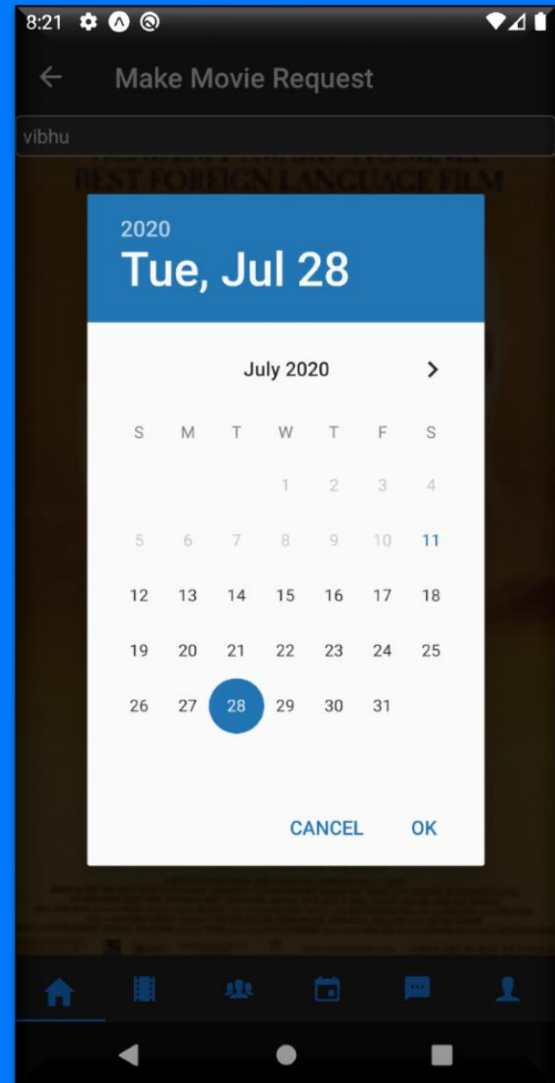 8:21
Make Movie Request
vibhu
BEST FOREIGN LANGUAGE FILM
2020
Tue, Jul 28
July 2020
S M T W T F S
1 2 3 4
5 6 7 8 9 10 11
12 13 14 15 16 17 18
19 20 21 22 23 24 25
26 27 28 29 30 31
CANCEL OK